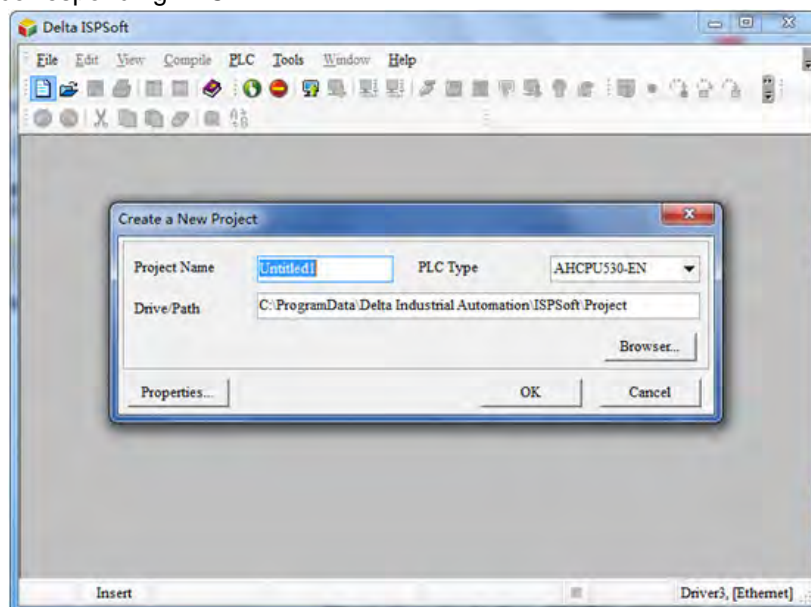 Delta ISPSoft
File Edit View Compile PLC Tools Window Help
Create a New Project
Project Name Untitled1 PLC Type AHCPU530-EN
Drive/Path C:\ProgramData\Delta Industrial Automation\ISPSoft\Project
Browser...
Properties... OK Cancel
Insert Driver3, [Ethernet]